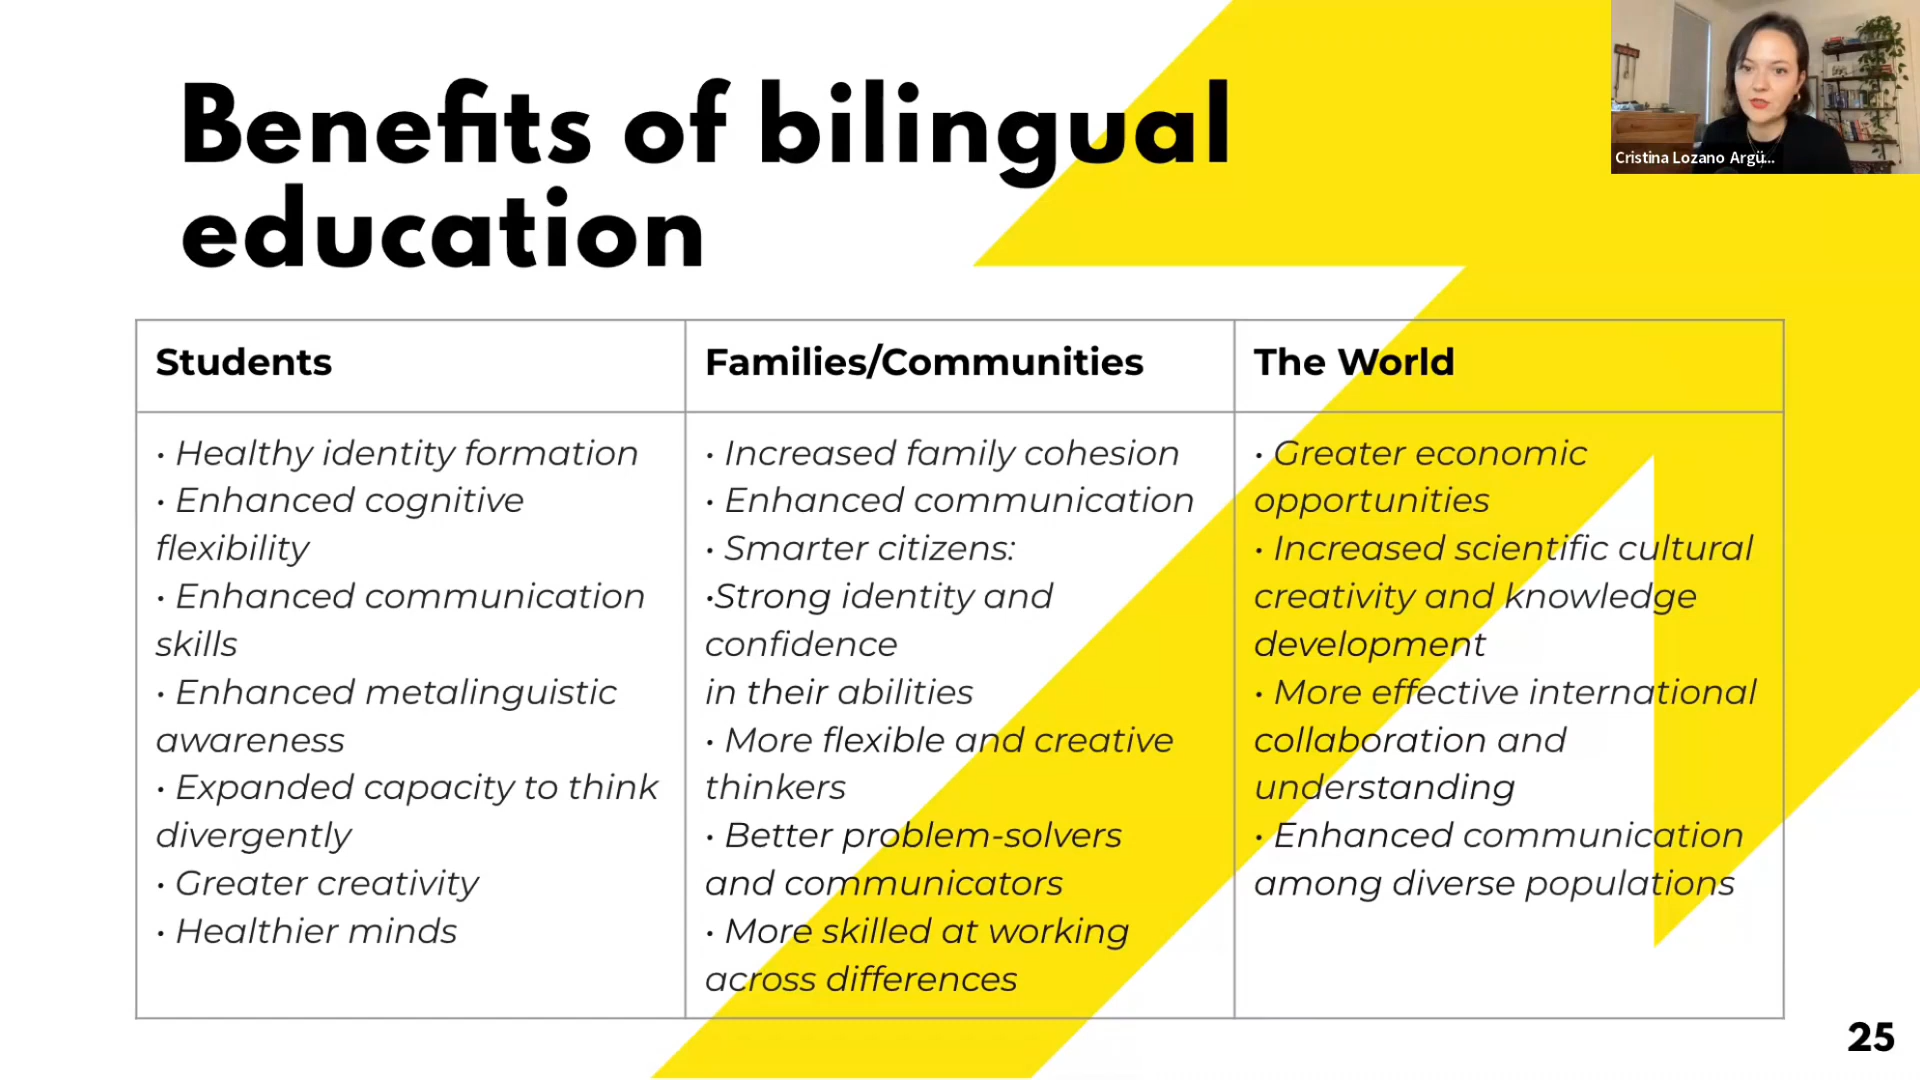 Benefits of bilingual
education
Cristina Lozano Argü...
Students
• Healthy identity formation
• Enhanced cognitive
flexibility
• Enhanced communication
skills
• Enhanced metalinguistic
awareness
• Expanded capacity to think
divergently
• Greater creativity
• Healthier minds
Families/Communities
• Increased family cohesion
• Enhanced communication
• Smarter citizens:
•Strong identity and
confidence
in their abilities
• More flexible and creative
thinkers
• Better problem-solvers
and communicators
• More skilled at working
across differences
The World
• Greater economic
opportunities
• Increased scientific cultural
creativity and knowledge
development
• More effective international
collaboration and
understanding
• Enhanced communication
among diverse populations
25